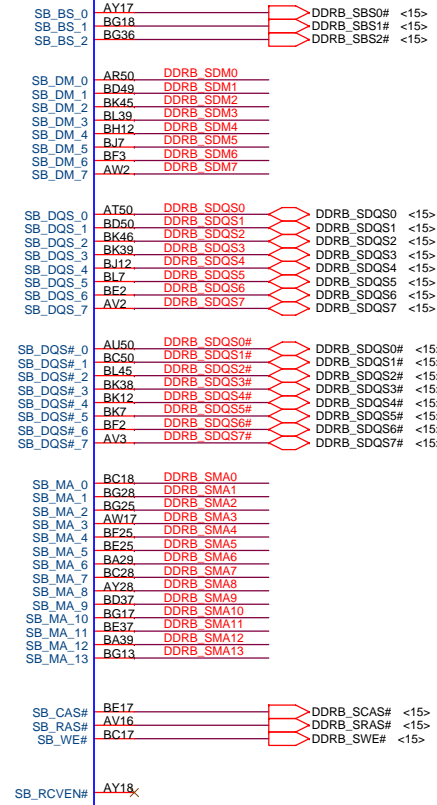 SB_BS_0 AY17 DDRB_SBS0# <15>
SB_BS_1 BG18 DDRB_SBS1# <15>
SB_BS_2 BG36 DDRB_SBS2# <15>
SB_DM_0 AR50 DDRB_SDM0
SB_DM_1 BD49 DDRB_SDM1
SB_DM_2 BK45 DDRB_SDM2
SB_DM_3 BL39 DDRB_SDM3
SB_DM_4 BH12 DDRB_SDM4
SB_DM_5 BJ7 DDRB_SDM5
SB_DM_6 BF3 DDRB_SDM6
SB_DM_7 AW2 DDRB_SDM7
SB_DQS_0 AT50 DDRB_SDQS0 DDRB_SDQS0 <15>
SB_DQS_1 BD50 DDRB_SDQS1 DDRB_SDQS1 <15>
SB_DQS_2 BK46 DDRB_SDQS2 DDRB_SDQS2 <15>
SB_DQS_3 BK39 DDRB_SDQS3 DDRB_SDQS3 <15>
SB_DQS_4 BJ12 DDRB_SDQS4 DDRB_SDQS4 <15>
SB_DQS_5 BL7 DDRB_SDQS5 DDRB_SDQS5 <15>
SB_DQS_6 BE2 DDRB_SDQS6 DDRB_SDQS6 <15>
SB_DQS_7 AV2 DDRB_SDQS7 DDRB_SDQS7 <15>
SB_DQS#_0 AU50 DDRB_SDQS0# DDRB_SDQS0# <15
SB_DQS#_1 BC50 DDRB_SDQS1# DDRB_SDQS1# <15
SB_DQS#_2 BL45 DDRB_SDQS2# DDRB_SDQS2# <15
SB_DQS#_3 BK38 DDRB_SDQS3# DDRB_SDQS3# <15
SB_DQS#_4 BK12 DDRB_SDQS4# DDRB_SDQS4# <15
SB_DQS#_5 BK7 DDRB_SDQS5# DDRB_SDQS5# <15
SB_DQS#_6 BF2 DDRB_SDQS6# DDRB_SDQS6# <15
SB_DQS#_7 AV3 DDRB_SDQS7# DDRB_SDQS7# <15
SB_MA_0 BC18 DDRB_SMA0
SB_MA_1 BG28 DDRB_SMA1
SB_MA_2 BG25 DDRB_SMA2
SB_MA_3 AW17 DDRB_SMA3
SB_MA_4 BF25 DDRB_SMA4
SB_MA_5 BE25 DDRB_SMA5
SB_MA_6 BA29 DDRB_SMA6
SB_MA_7 BC28 DDRB_SMA7
SB_MA_8 AY28 DDRB_SMA8
SB_MA_9 BD37 DDRB_SMA9
SB_MA_10 BG17 DDRB_SMA10
SB_MA_11 BE37 DDRB_SMA11
SB_MA_12 BA39 DDRB_SMA12
SB_MA_13 BG13 DDRB_SMA13
SB_CAS# BE17 DDRB_SCAS# <15>
SB_RAS# AV16 DDRB_SRAS# <15>
SB_WE# BC17 DDRB_SWE# <15>
SB_RCVEN# AY18